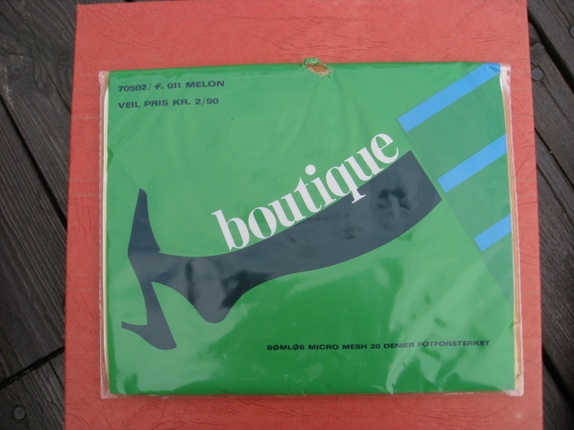 70502/F. 011 MELON
VEIL PRIS KR. 2/90
boutique
SØMLØS MICRO MESH 20 DENIER FOTFORSTERKET